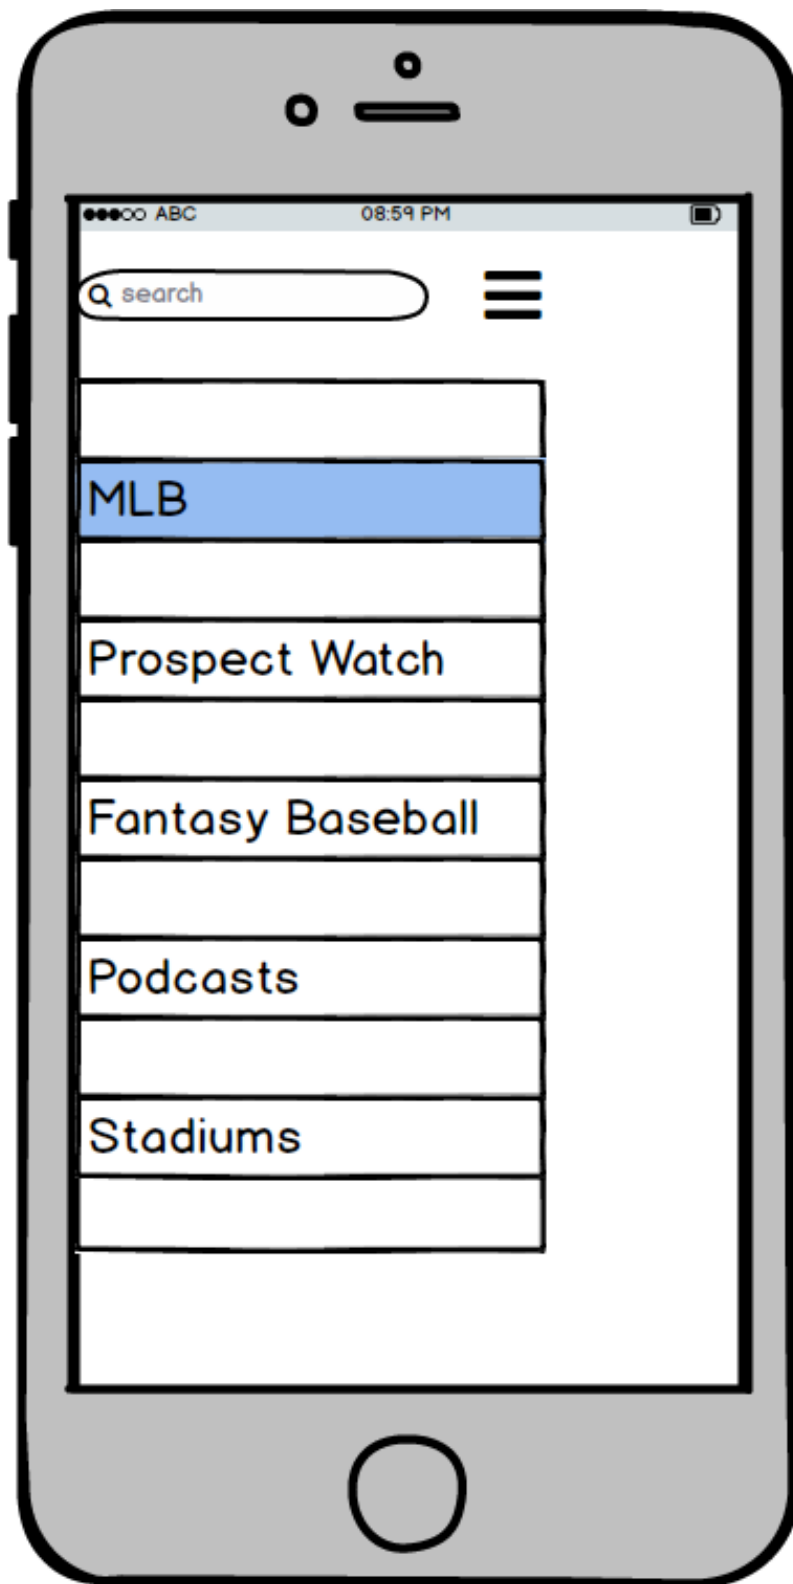 ABC 08:59 PM
search
MLB
Prospect Watch
Fantasy Baseball
Podcasts
Stadiums